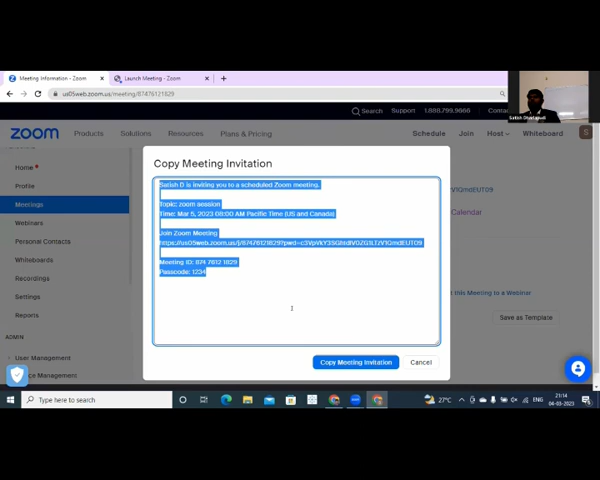 Meeting Information - Zoom
Launch Meeting - Zoom
us05web.zoom.us/meeting/87476121829
Search Support 1.888.799.9666
zoom Products Solutions Resources Plans & Pricing Schedule Join Host Whiteboard S
Home
Profile
Meetings
Webinars
Personal Contacts
Whiteboards
Recordings
Settings
Reports
ADMIN
User Management
Copy Meeting Invitation
Satish D is inviting you to a scheduled Zoom meeting.
Topic: zoom session
Time: Mar 5, 2023 08:00 AM Pacific Time (US and Canada)
Join Zoom Meeting
Meeting ID: 874 7612 1829
Passcode: 1234
Copy Meeting Invitation Cancel
Calendar
this Meeting to a Webinar
Save as Template
Type here to search
27°C
ENG
21:14
04-03-2023